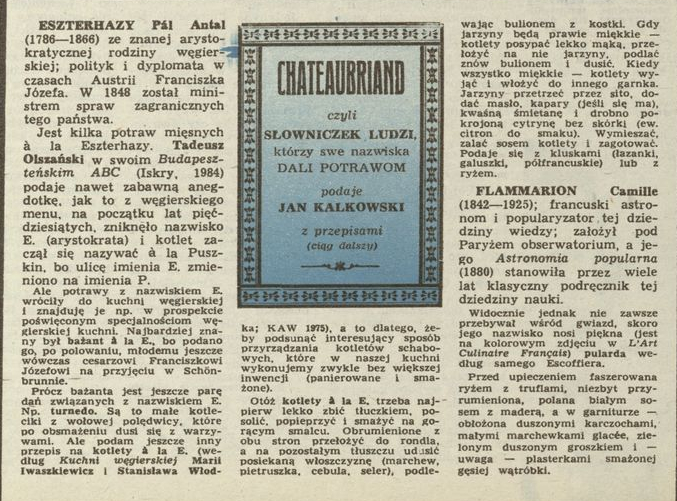 ESZTERHAZY Pál Antal
(1786—1866) ze znanej arysto-
kratycznej rodziny węgier-
skiej; polityk i dyplomata w
czasach Austrii Franciszka
Józefa. W 1848 został mini-
strem spraw zagranicznych
tego państwa.
Jest kilka potraw mięsnych
à la Eszterhazy. Tadeusz
Olszański w swoim Budapesz-
teńskim ABC (Iskry, 1984)
podaje nawet zabawną aneg-
dotkę, jak to z węgierskiego
menu, na początku lat pięć-
dziesiątych, zniknęło nazwisko
E. (arystokrata) i kotlet za-
czął się nazywać à la Pusz-
kin, bo ulicę imienia E. zmie-
niono na imienia P.
Ale potrawy z nazwiskiem E.
wróciły do kuchni węgierskiej
i znajduję je np. w prospekcie
poświęconym specjalnościom wę-
gierskiej kuchni. Najbardziej zna-
ny był bażant à la E., bo podano
go, po polowaniu, młodemu jeszcze
wówczas cesarzowi Franciszkowi
Józefowi na przyjęciu w Schön-
brunnie.
Prócz bażanta jest jeszcze parę
dań związanych z nazwiskiem E.
Np. turnedo. Są to małe kotle-
ciki z wołowej polędwicy, które
po obsmażeniu dusi się z warzy-
wami. Ale podam jeszcze inny
przepis na kotlety à la E. (we-
dług Kuchni węgierskiej Marii
Iwaszkiewicz i Stanisława Włod-
CHATEAUBRIAND
czyli
SŁOWNICZEK LUDZI,
którzy swe nazwiska
DALI POTRAWOM
podaje
JAN KALKOWSKI
z przepisami
(ciąg dalszy)
ka; KAW 1975), a to dlatego, że-
by podsunąć interesujący sposób
przyrządzania kotletów schabo-
wych, które w naszej kuchni
wykonujemy zwykle bez większej
inwencji (panierowane i sma-
żone).
Otóż kotlety à la E. trzeba naj-
pierw lekko zbić tłuczkiem, po-
solić, popieprzyć i smażyć na go-
rącym smalcu. Obrumienione z
obu stron przełożyć do rondla,
a na pozostałym tłuszczu udusić
posiekaną włoszczyznę (marchew,
pietruszka, cebula, seler), podle-
wając bulionem z kostki. Gdy
jarzyny będą prawie miękkie —
kotlety posypać lekko mąką, prze-
łożyć na nie jarzyny, podlać
znów bulionem i dusić. Kiedy
wszystko miękkie — kotlety wy-
jąć i włożyć do innego garnka.
Jarzyny przetrzeć przez sito, do-
dać masło, kapary (jeśli się ma),
kwaśną śmietanę i drobno po-
krojoną cytrynę bez skórki (ew.
citron do smaku). Wymieszać,
zalać sosem kotlety i zagotować.
Podaje się z kluskami (łazanki,
galuszki, półfrancuskie) lub z
ryżem.
FLAMMARION Camille
(1842—1925); francuski astro-
nom i popularyzator tej dzie-
dziny wiedzy; założył pod
Paryżem obserwatorium, a je-
go Astronomia popularna
(1880) stanowiła przez wiele
lat klasyczny podręcznik tej
dziedziny nauki.
Widocznie jednak nie zawsze
przebywał wśród gwiazd, skoro
jego nazwisko nosi piękna (jest
na kolorowym zdjęciu w L'Art
Culinaire Français) pularda we-
dług samego Escoffiera.
Przed upieczeniem faszerowana
ryżem z truflami, niezbyt przy-
rumieniona, polana białym so-
sem z maderą, a w garniturze —
obłożona duszonymi karczochami,
małymi marchewkami glacée, zie-
lonym duszonym groszkiem i —
uwaga — plasterkami smażonej
gęsiej wątróbki.